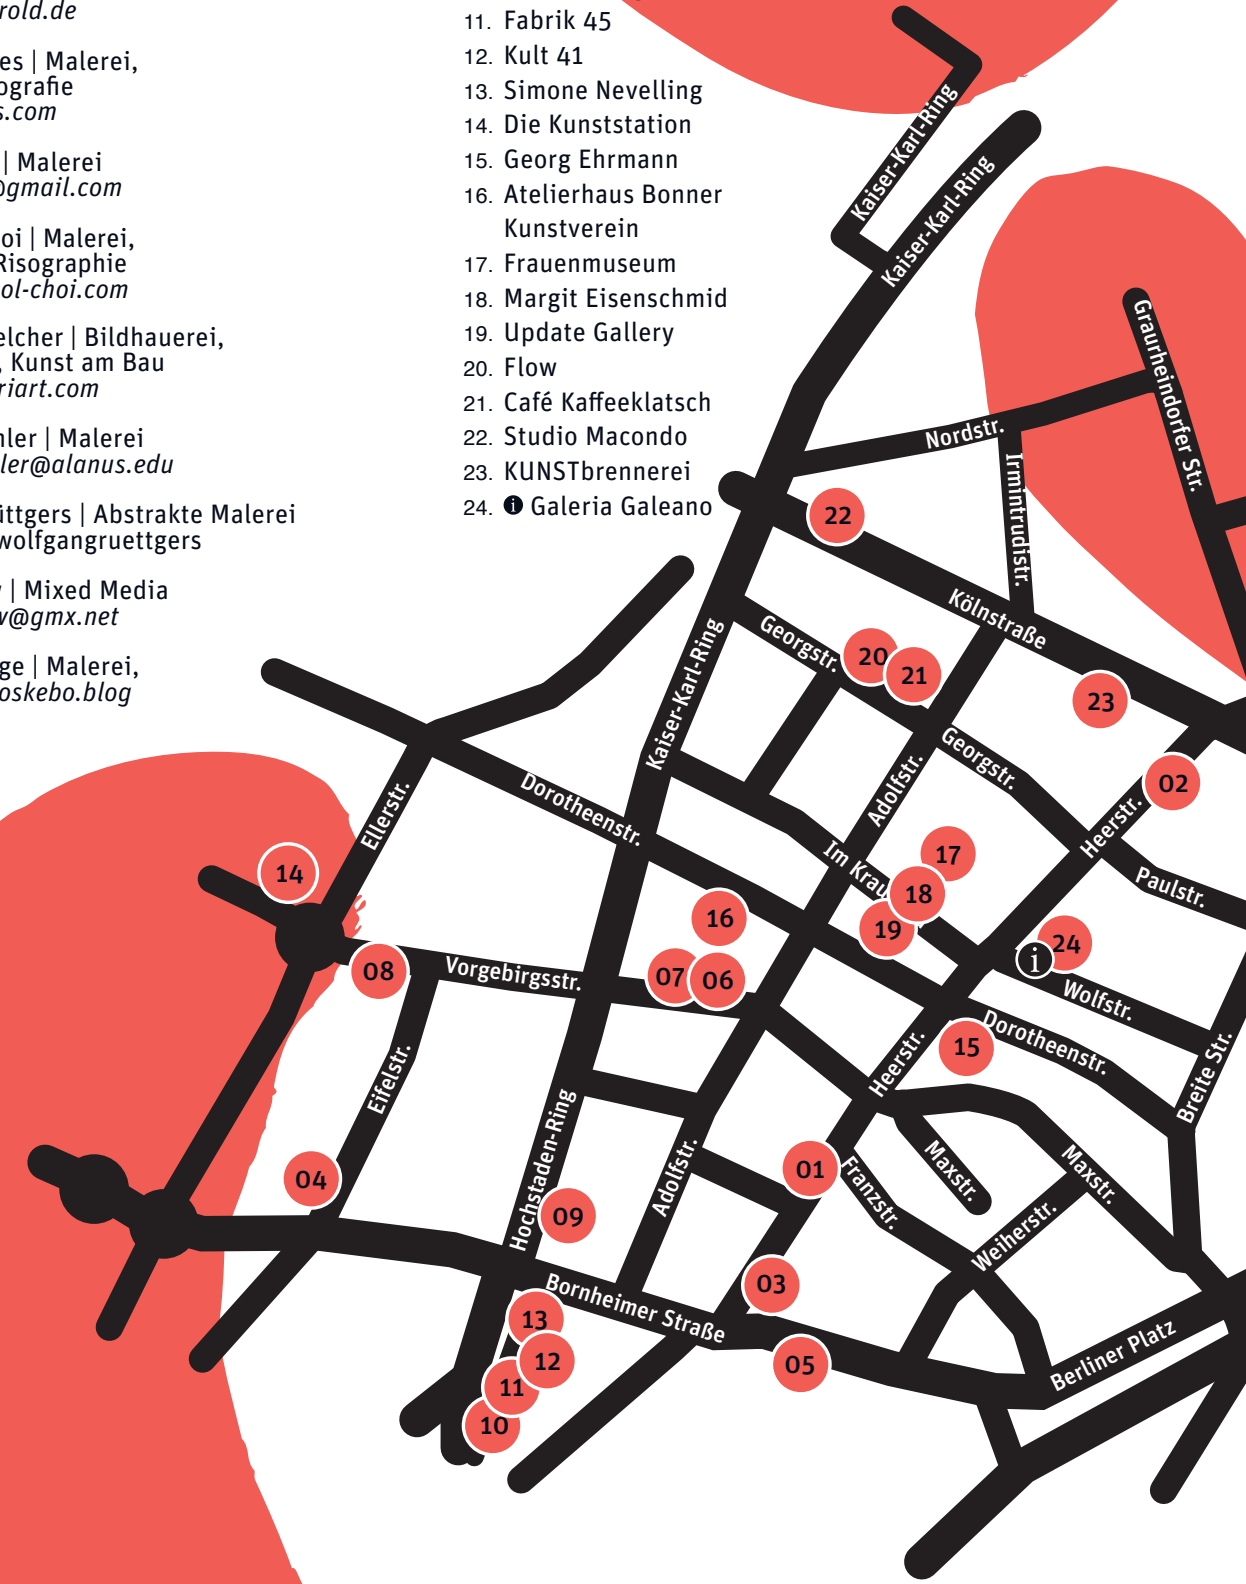 rold.de
es | Malerei,
ografie
s.com
| Malerei
@gmail.com
oi | Malerei,
Risographie
ol-choi.com
elcher | Bildhauerei,
, Kunst am Bau
riart.com
nler | Malerei
ler@alanus.edu
üttgers | Abstrakte Malerei
wolfgangruettgers
| Mixed Media
v@gmx.net
ge | Malerei,
oskebo.blog
11. Fabrik 45
12. Kult 41
13. Simone Nevelling
14. Die Kunststation
15. Georg Ehrmann
16. Atelierhaus Bonner
Kunstverein
17. Frauenmuseum
18. Margit Eisenschmid
19. Update Gallery
20. Flow
21. Café Kaffeeklatsch
22. Studio Macondo
23. KUNSTbrennerei
24. i Galeria Galeano
Kaiser-Karl-Ring
Kaiser-Karl-Ring
Graurheindorfer Str.
Nordstr.
Irmintrudistr.
22
Kölnstraße
Georgstr.
20
21
23
Kaiser-Karl-Ring
Georgstr.
Adolfstr.
02
Heerstr.
Dorotheenstr.
Ellerstr.
Im Krau
17
14
18
Paulstr.
16
19
24
i
08
Vorgebirgsstr.
07
06
Wolfstr.
Dorotheenstr.
15
Heerstr.
Eifelstr.
Breite Str.
Hochstaden-Ring
Adolfstr.
04
01
Franzstr.
Maxstr.
Maxstr.
09
Weiherstr.
03
Bornheimer Straße
13
12
05
Berliner Platz
11
10